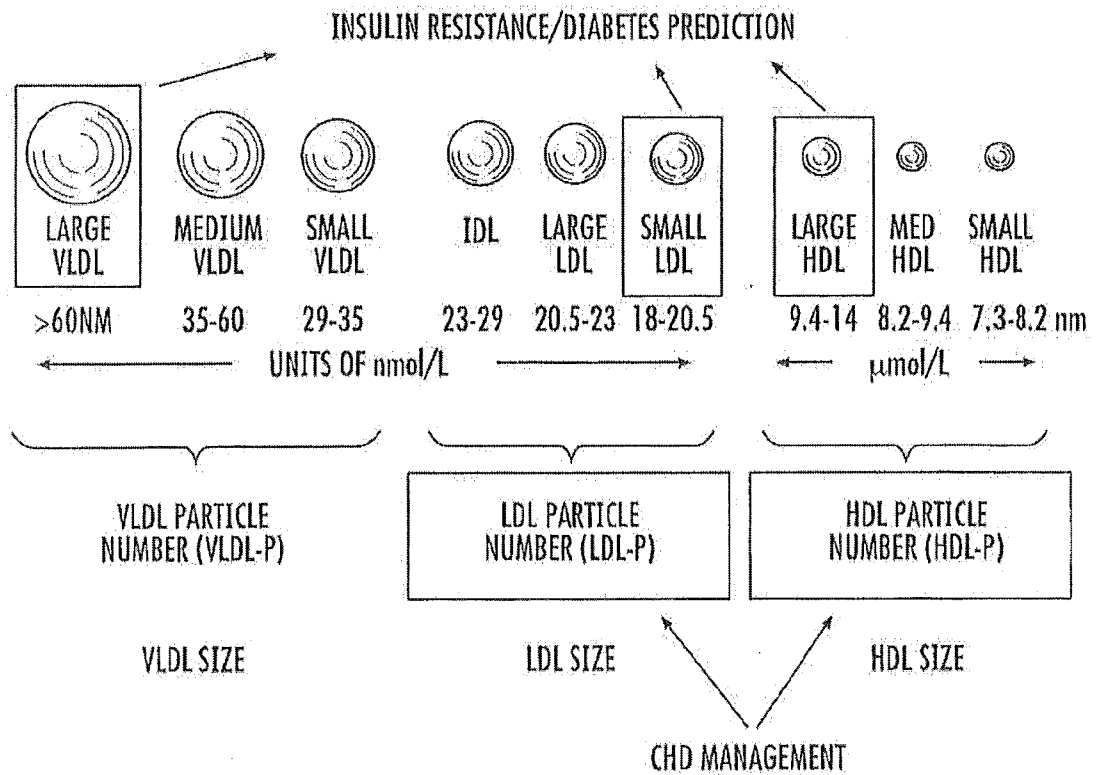 INSULIN RESISTANCE/DIABETES PREDICTION
LARGE VLDL
MEDIUM VLDL
SMALL VLDL
IDL
LARGE LDL
SMALL LDL
LARGE HDL
MED HDL
SMALL HDL
>60NM 35-60 29-35 23-29 20.5-23 18-20.5 9.4-14 8.2-9.4 7.3-8.2 nm
UNITS OF nmol/L μmol/L
VLDL PARTICLE
NUMBER (VLDL-P)
LDL PARTICLE
NUMBER (LDL-P)
HDL PARTICLE
NUMBER (HDL-P)
VLDL SIZE LDL SIZE HDL SIZE
CHD MANAGEMENT